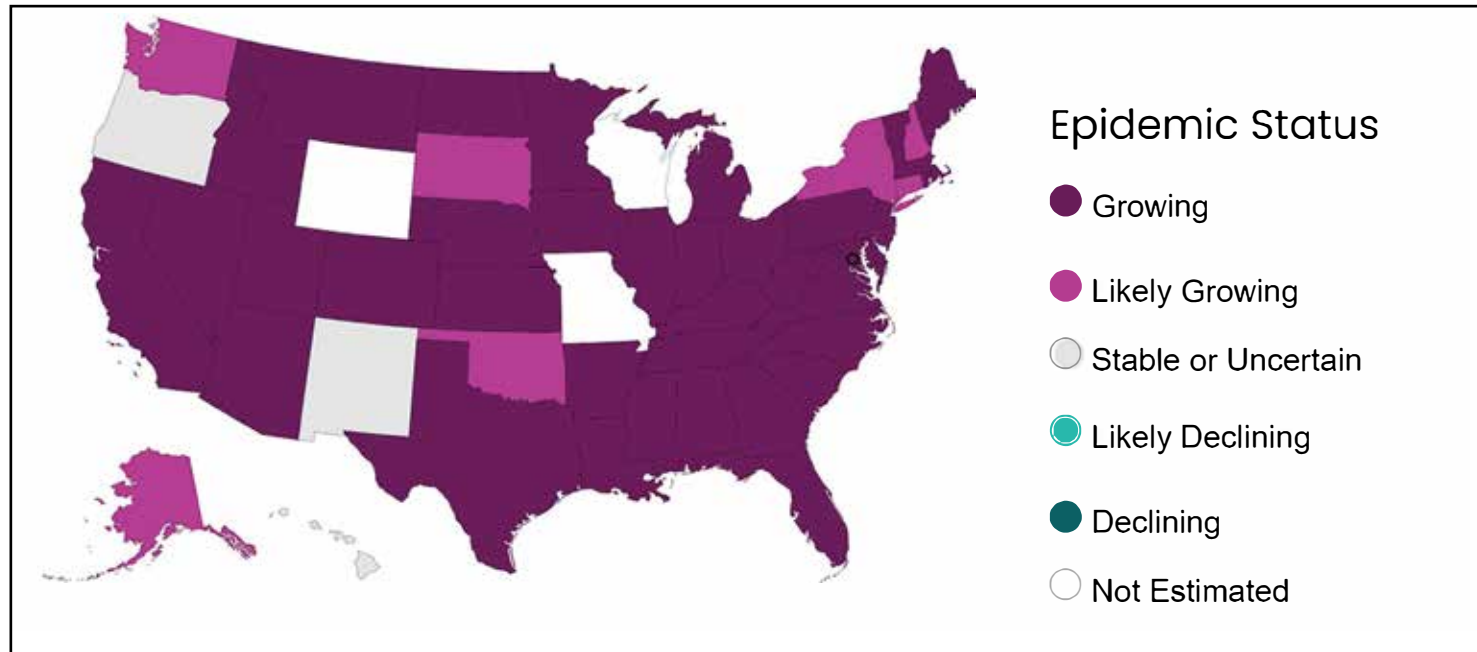 Epidemic Status
Growing
Likely Growing
Stable or Uncertain
Likely Declining
Declining
Not Estimated